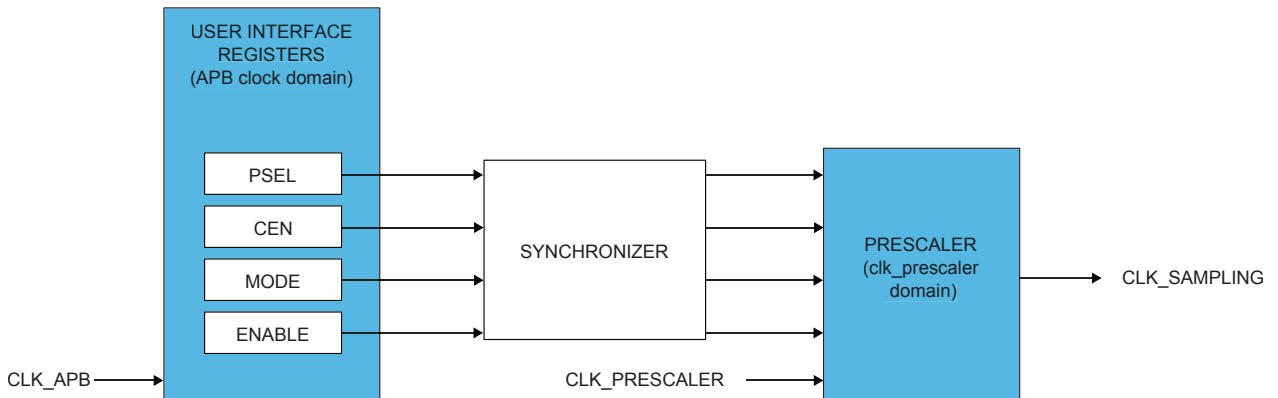 USER INTERFACE
REGISTERS
(APB clock domain)
PSEL
CEN
MODE
ENABLE
CLK_APB
SYNCHRONIZER
CLK_PRESCALER
PRESCALER
(clk_prescaler
domain)
CLK_SAMPLING